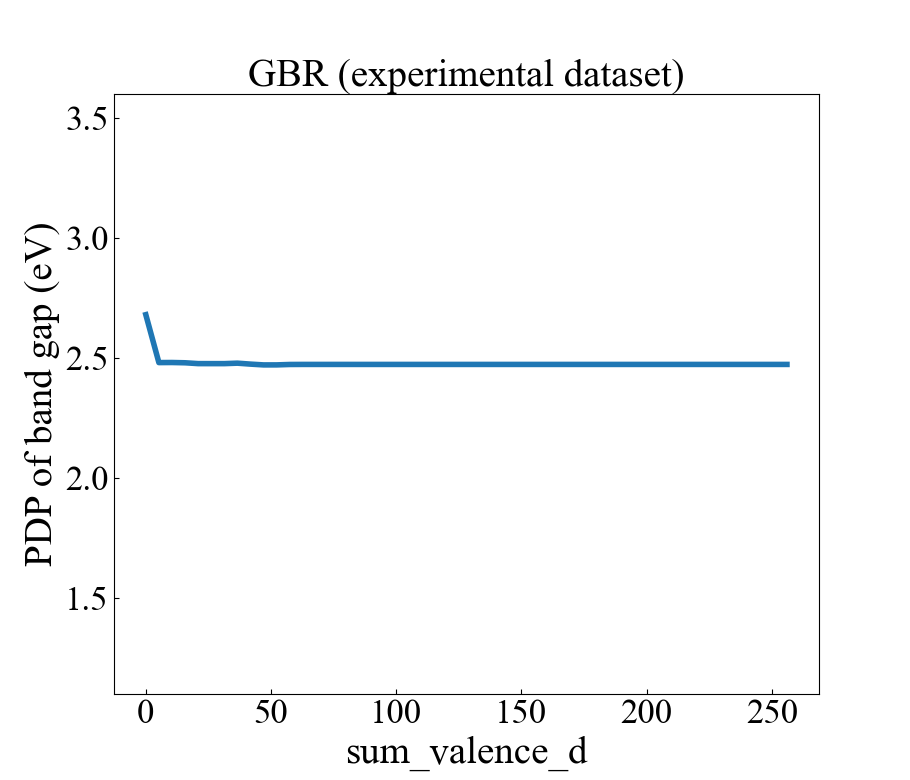 GBR (experimental dataset)
PDP of band gap (eV)
3.5
3.0
2.5
2.0
1.5
0 50 100 150 200 250
sum_valence_d